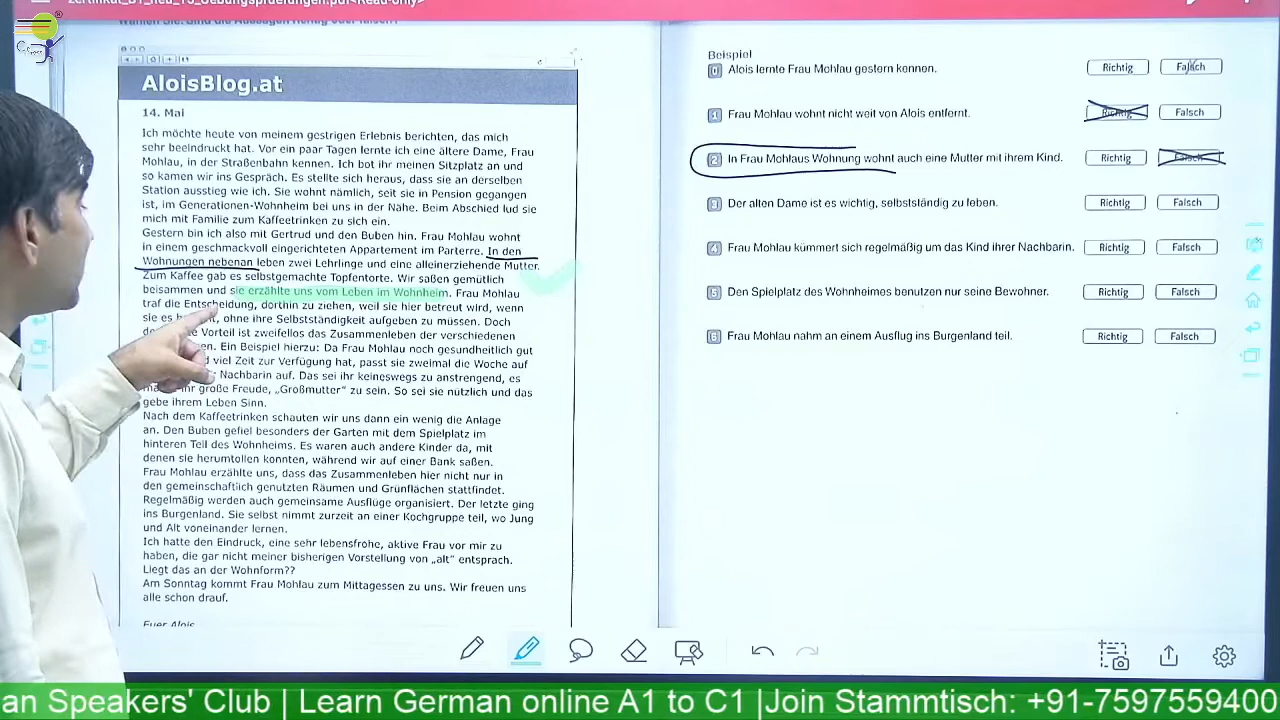 AloisBlog.at
14. Mai
Ich möchte heute von meinem gestrigen Erlebnis berichten, das mich
sehr beeindruckt hat. Vor ein paar Tagen lernte ich eine ältere Dame, Frau
Mohlau, in der Straßenbahn kennen. Ich bot ihr meinen Sitzplatz an und
so kamen wir ins Gespräch. Es stellte sich heraus, dass sie an derselben
Station ausstieg wie ich. Sie wohnt nämlich, seit sie in Pension gegangen
ist, im Generationen-Wohnheim bei uns in der Nähe. Beim Abschied lud sie
mich mit Familie zum Kaffeetrinken zu sich ein.
Gestern bin ich also mit Gertrud und den Buben hin. Frau Mohlau wohnt
in einem geschmackvoll eingerichteten Appartement im Parterre. In den
Wohnungen nebenan leben zwei Lehrlinge und eine alleinerziehende Mutter.
Zum Kaffee gab es selbstgemachte Topfentorte. Wir saßen gemütlich
beisammen und sie erzählte uns vom Leben im Wohnheim. Frau Mohlau
traf die Entscheidung, dorthin zu ziehen, weil sie hier betreut wird, wenn
sie es, ohne ihre Selbstständigkeit aufgeben zu müssen. Doch
Vorteil ist zweifellos das Zusammenleben der verschiedenen
Ein Beispiel hierzu: Da Frau Mohlau noch gesundheitlich gut
viel Zeit zur Verfügung hat, passt sie zweimal die Woche auf
Nachbarin auf. Das sei ihr keineswegs zu anstrengend, es
ihr große Freude, „Großmutter“ zu sein. So sei sie nützlich und das
gebe ihrem Leben Sinn.
Nach dem Kaffeetrinken schauten wir uns dann ein wenig die Anlage
an. Den Buben gefiel besonders der Garten mit dem Spielplatz im
hinteren Teil des Wohnheims. Es waren auch andere Kinder da, mit
denen sie herumtollen konnten, während wir auf einer Bank saßen.
Frau Mohlau erzählte uns, dass das Zusammenleben hier nicht nur in
den gemeinschaftlich genutzten Räumen und Grünflächen stattfindet.
Regelmäßig werden auch gemeinsame Ausflüge organisiert. Der letzte ging
ins Burgenland. Sie selbst nimmt zurzeit an einer Kochgruppe teil, wo Jung
und Alt voneinander lernen.
Ich hatte den Eindruck, eine sehr lebensfrohe, aktive Frau vor mir zu
haben, die gar nicht meiner bisherigen Vorstellung von „alt“ entsprach.
Liegt das an der Wohnform??
Am Sonntag kommt Frau Mohlau zum Mittagessen zu uns. Wir freuen uns
alle schon drauf.
Euer Alois
Beispiel
0 Alois lernte Frau Mohlau gestern kennen. Richtig Falsch
1 Frau Mohlau wohnt nicht weit von Alois entfernt. Richtig Falsch
2 In Frau Mohlaus Wohnung wohnt auch eine Mutter mit ihrem Kind. Richtig Falsch
3 Der alten Dame ist es wichtig, selbstständig zu leben. Richtig Falsch
4 Frau Mohlau kümmert sich regelmäßig um das Kind ihrer Nachbarin. Richtig Falsch
5 Den Spielplatz des Wohnheimes benutzen nur seine Bewohner. Richtig Falsch
6 Frau Mohlau nahm an einem Ausflug ins Burgenland teil. Richtig Falsch
an Speakers' Club | Learn German online A1 to C1 |Join Stammtisch: +91-7597559400